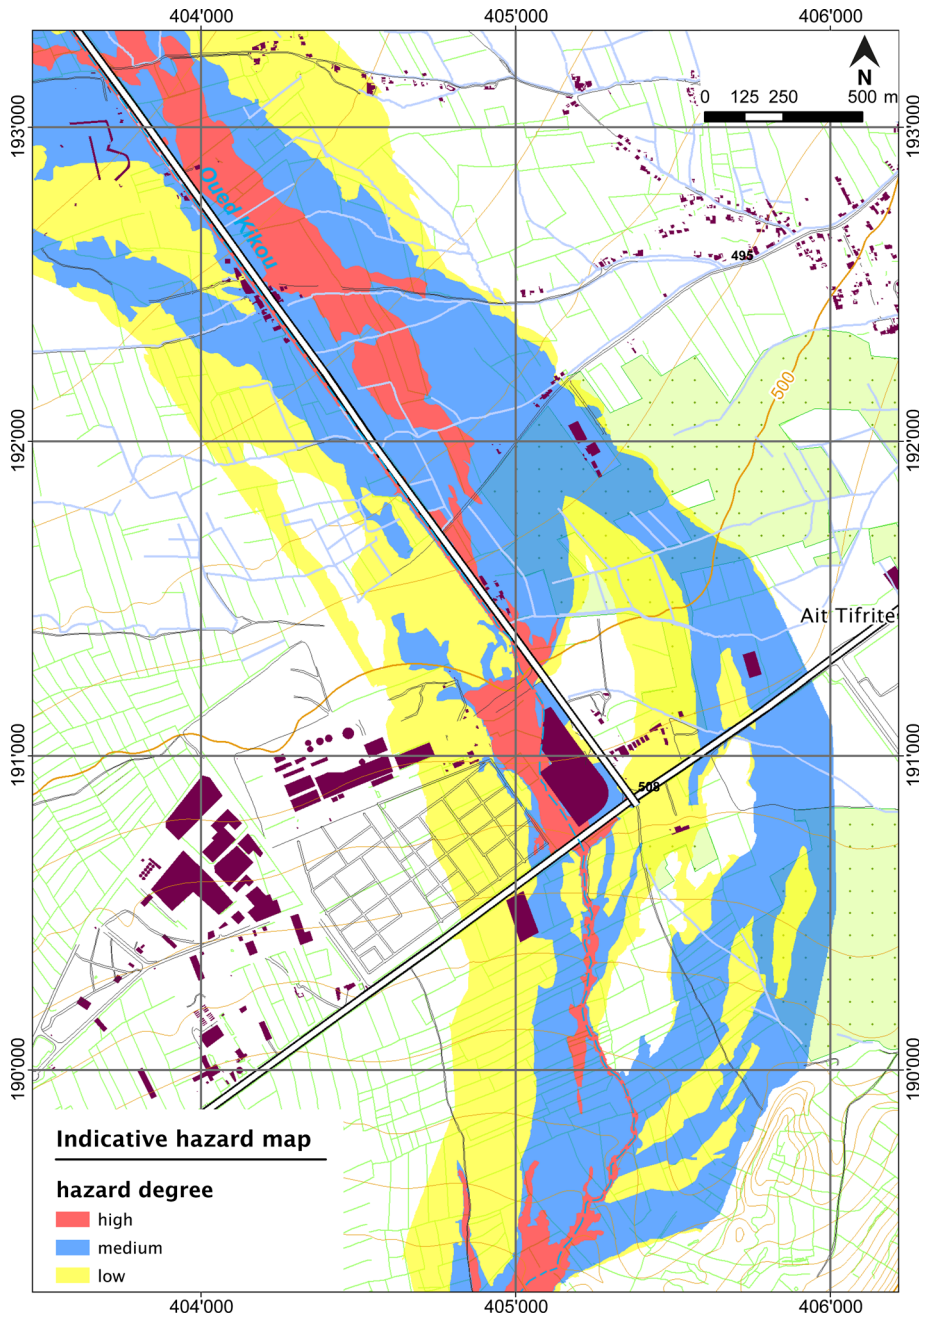 404'000 405'000 406'000
N
0 125 250 500 m
193'000 193'000
Oued Kikou
495
500
192'000 192'000
Ait Tifrite
191'000 191'000
508
190'000 190'000
Indicative hazard map
hazard degree
high
medium
low
404'000 405'000 406'000